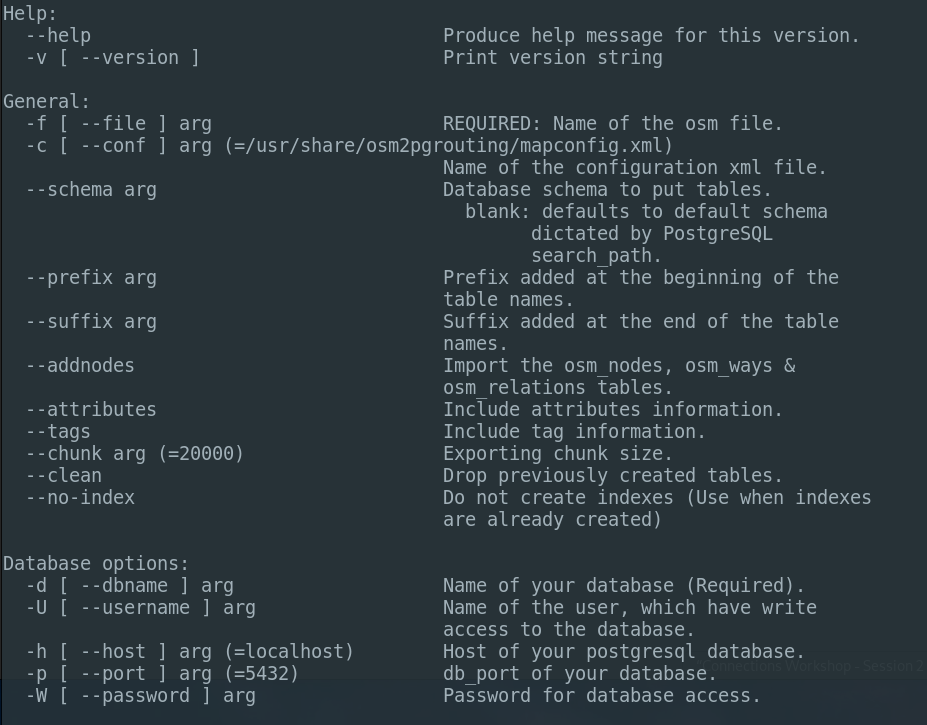 Help:
--help Produce help message for this version.
-v [ --version ] Print version string
General:
-f [ --file ] arg REQUIRED: Name of the osm file.
-c [ --conf ] arg (=/usr/share/osm2pgrouting/mapconfig.xml)
Name of the configuration xml file.
--schema arg Database schema to put tables.
blank: defaults to default schema
dictated by PostgreSQL
search_path.
--prefix arg Prefix added at the beginning of the
table names.
--suffix arg Suffix added at the end of the table
names.
--addnodes Import the osm_nodes, osm_ways &
osm_relations tables.
--attributes Include attributes information.
--tags Include tag information.
--chunk arg (=20000) Exporting chunk size.
--clean Drop previously created tables.
--no-index Do not create indexes (Use when indexes
are already created)
Database options:
-d [ --dbname ] arg Name of your database (Required).
-U [ --username ] arg Name of the user, which have write
access to the database.
-h [ --host ] arg (=localhost) Host of your postgresql database.
Connections Workshop - Session 2
-p [ --port ] arg (=5432) db_port of your database.
-W [ --password ] arg Password for database access.